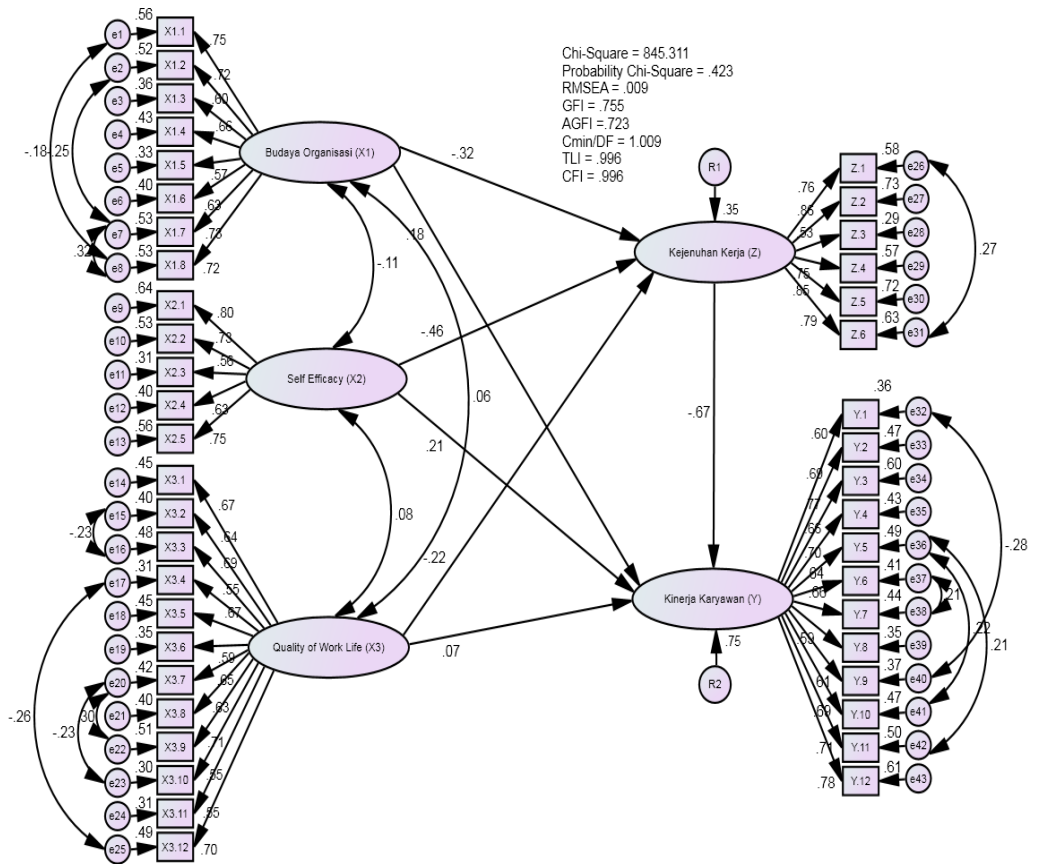 Chi-Square = 845.311
Probability Chi-Square = .423
RMSEA = .009
GFI = .755
AGFI =.723
Cmin/DF = 1.009
TLI = .996
CFI = .996
e1 .56 X1.1 .75
e2 .52 X1.2 .72
e3 .36 X1.3 .60
e4 .43 X1.4 .66
e5 .33 X1.5 .57
e6 .40 X1.6 .63
e7 .53 X1.7 .73
e8 .53 X1.8 .72
-.18
-.25
.32
Budaya Organisasi (X1)
e9 .64 X2.1 .80
e10 .53 X2.2 .73
e11 .31 X2.3 .56
e12 .40 X2.4 .63
e13 .56 X2.5 .75
Self Efficacy (X2)
e14 .45 X3.1 .67
e15 .40 X3.2 .64
e16 .48 X3.3 .69
e17 .31 X3.4 .55
e18 .45 X3.5 .67
e19 .35 X3.6 .59
e20 .42 X3.7 .65
e21 .40 X3.8 .63
e22 .51 X3.9 .71
e23 .30 X3.10 .55
e24 .31 X3.11 .55
e25 .49 X3.12 .70
-.23
-.26
-.23
.30
Quality of Work Life (X3)
-.11
.06
.08
-.32
.18
-.46
.21
-.22
.07
-.67
R1
.35
Kejenuhan Kerja (Z)
.76 Z.1 .58 e26
.86 Z.2 .73 e27
.53 Z.3 .29 e28
.75 Z.4 .57 e29
.85 Z.5 .72 e30
.79 Z.6 .63 e31
.27
Kinerja Karyawan (Y)
.75
R2
.60 Y.1 .36 e32
.69 Y.2 .47 e33
.77 Y.3 .60 e34
.66 Y.4 .43 e35
.70 Y.5 .49 e36
.64 Y.6 .41 e37
.66 Y.7 .44 e38
.59 Y.8 .35 e39
.61 Y.9 .37 e40
.69 Y.10 .47 e41
.71 Y.11 .50 e42
.78 Y.12 .61 e43
-.28
.21
.22
.21